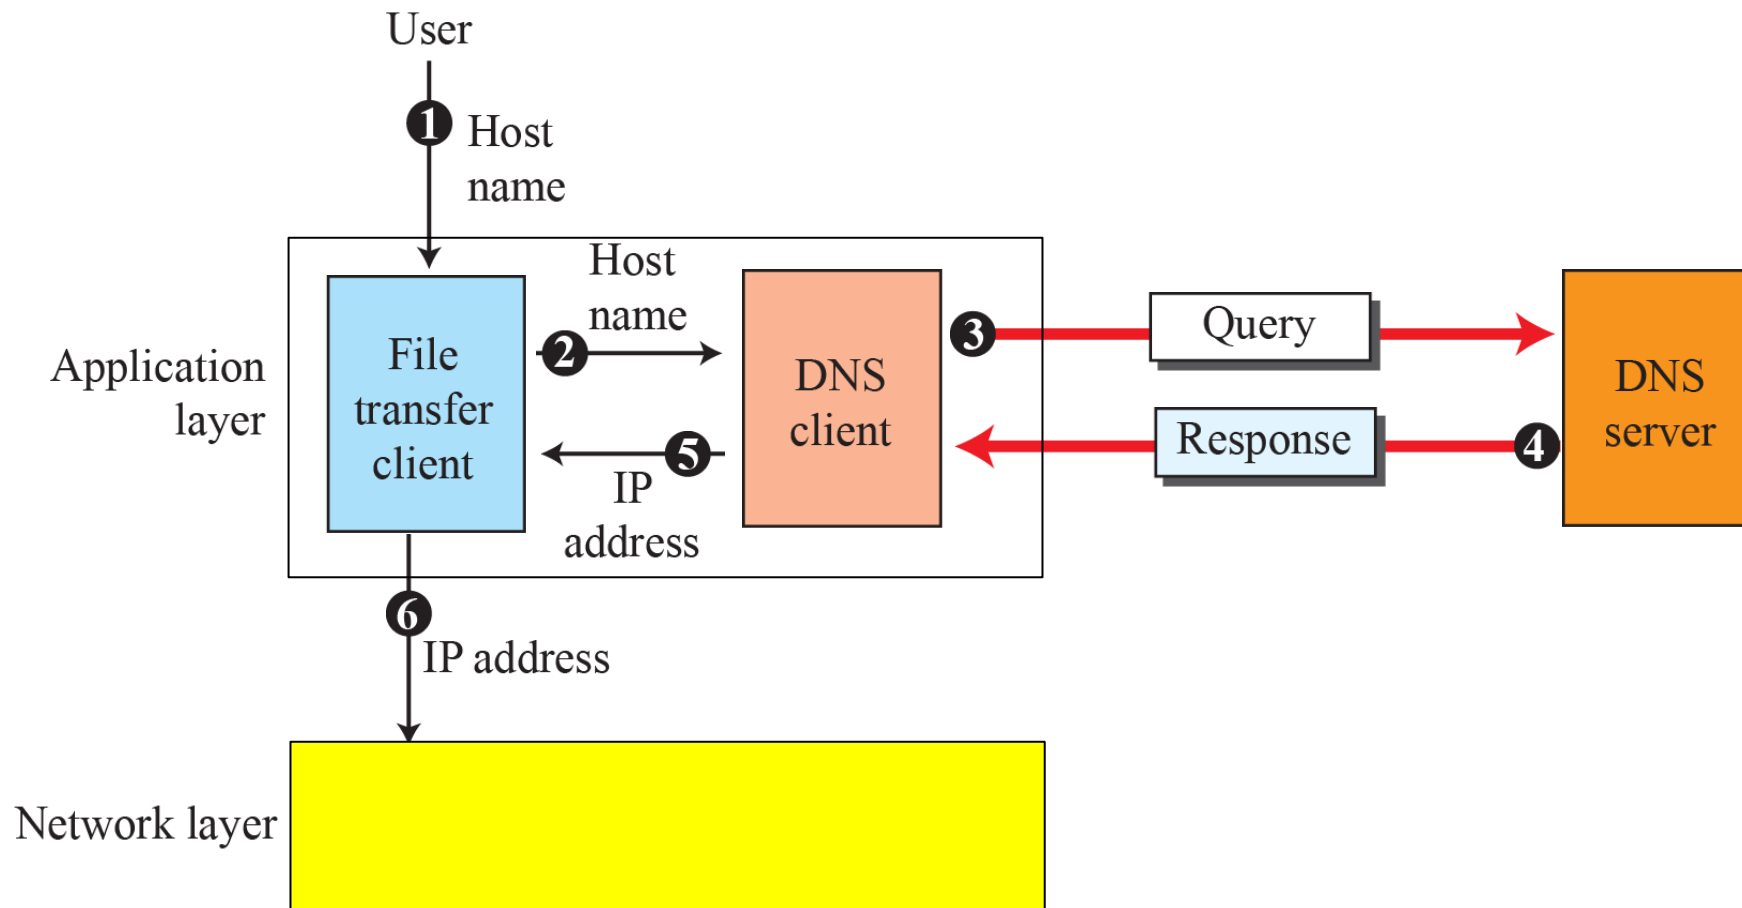 User
1
Host
name
Host
name
Application
layer
File
transfer
client
2
DNS
client
3
Query
DNS
server
Response
4
5
IP
address
6
IP address
Network layer